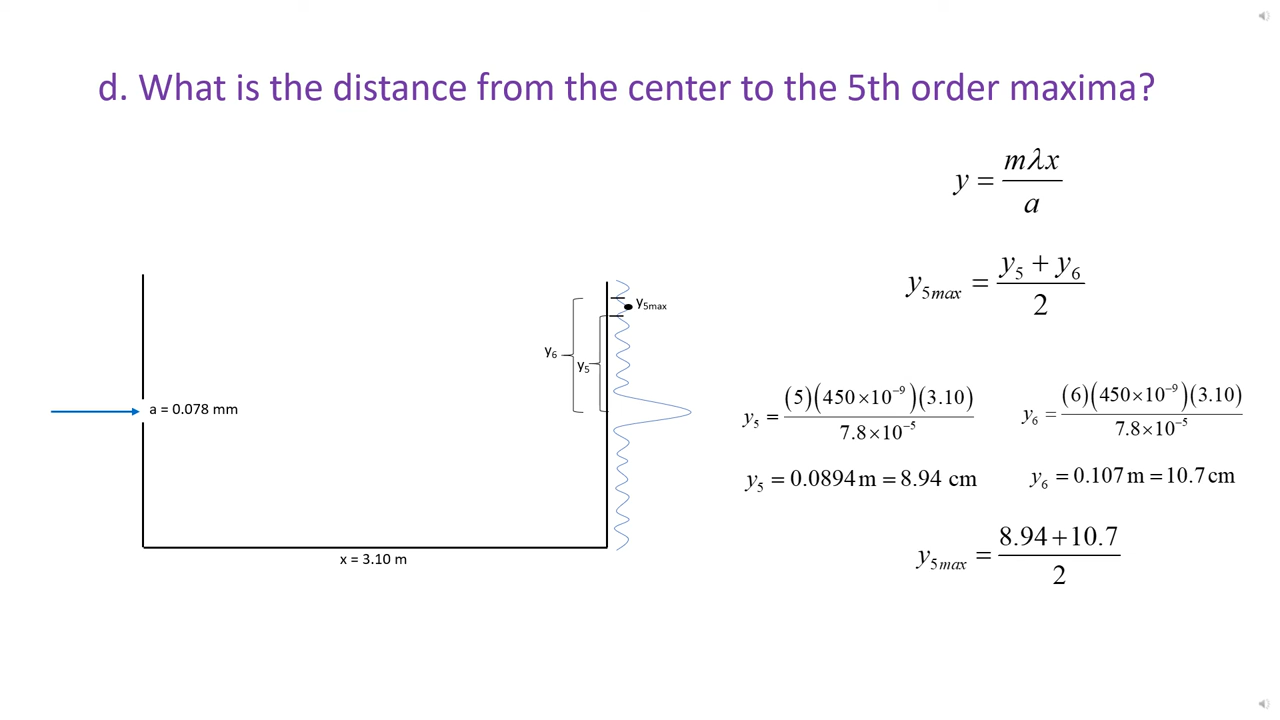 d. What is the distance from the center to the 5th order maxima?
y = mλx / a
y₅ₘₐₓ = (y₅ + y₆) / 2
y₅ₘₐₓ
y₆
y₅
a = 0.078 mm
x = 3.10 m
y₅ = (5)(450×10⁻⁹)(3.10) / 7.8×10⁻⁵
y₆ = (6)(450×10⁻⁹)(3.10) / 7.8×10⁻⁵
y₅ = 0.0894 m = 8.94 cm
y₆ = 0.107 m = 10.7 cm
y₅ₘₐₓ = (8.94 + 10.7) / 2